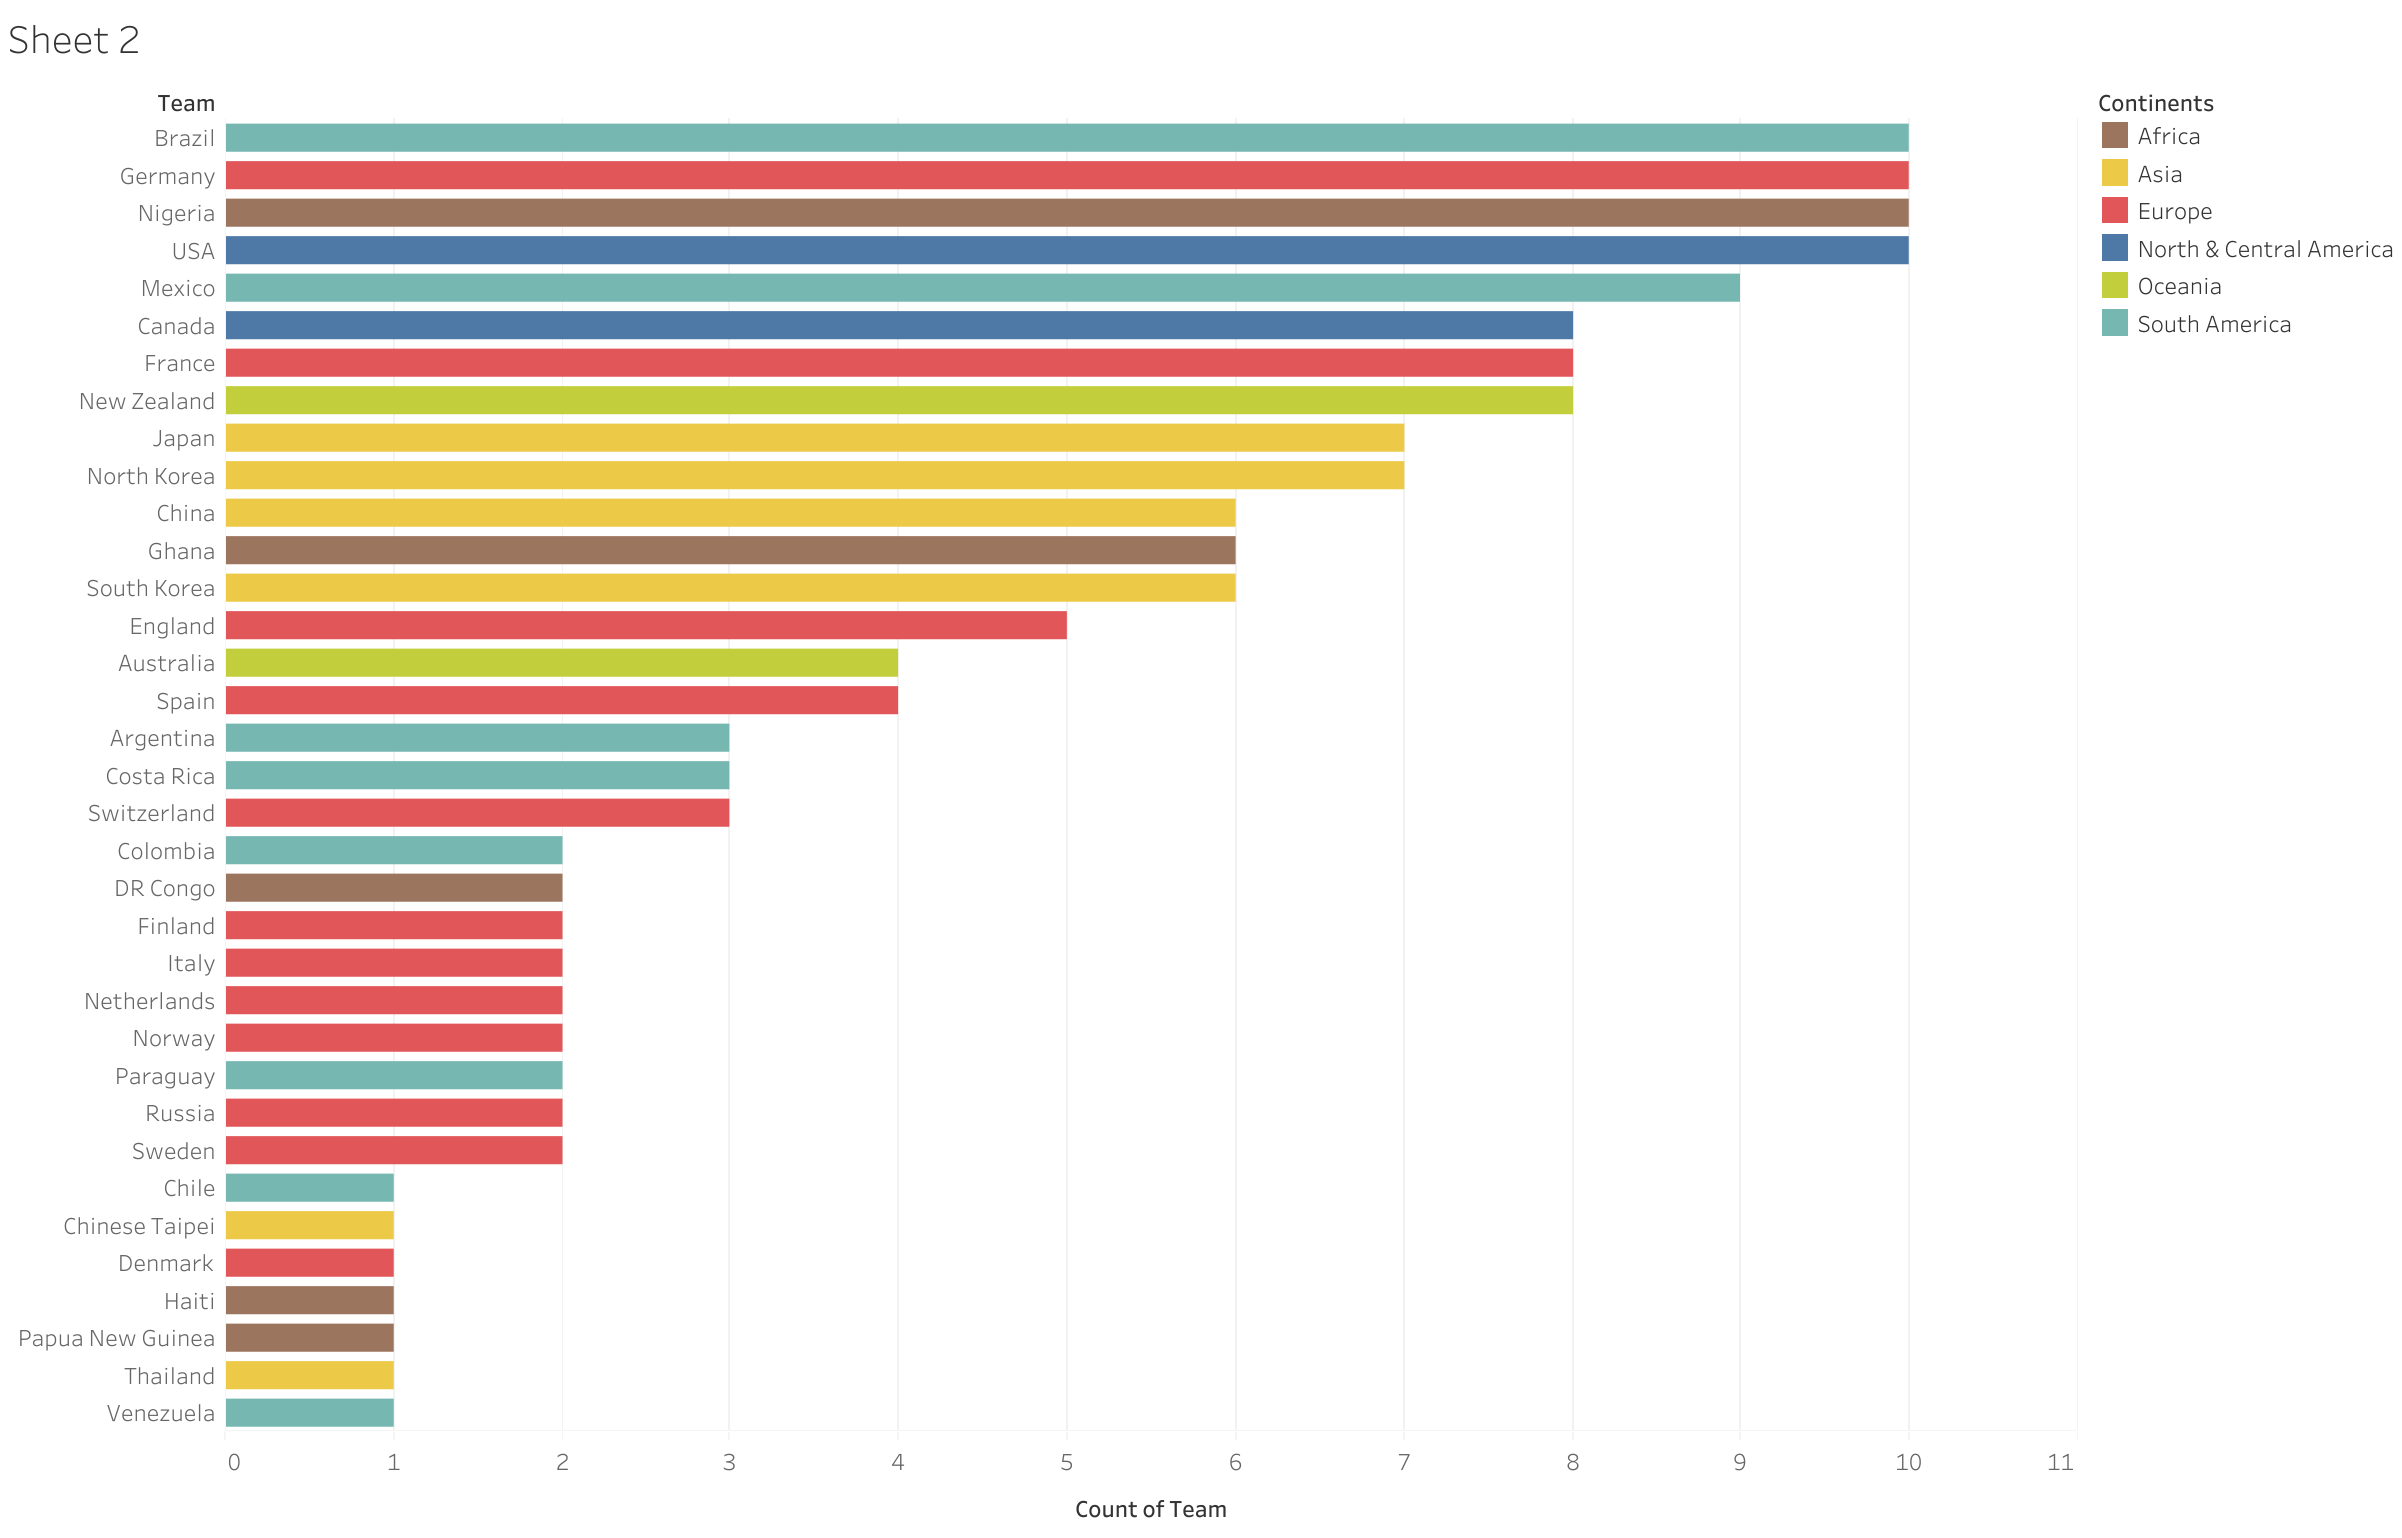 Sheet 2
Team
Brazil
Germany
Nigeria
USA
Mexico
Canada
France
New Zealand
Japan
North Korea
China
Ghana
South Korea
England
Australia
Spain
Argentina
Costa Rica
Switzerland
Colombia
DR Congo
Finland
Italy
Netherlands
Norway
Paraguay
Russia
Sweden
Chile
Chinese Taipei
Denmark
Haiti
Papua New Guinea
Thailand
Venezuela
0 1 2 3 4 5 6 7 8 9 10 11
Count of Team
Continents
Africa
Asia
Europe
North & Central America
Oceania
South America